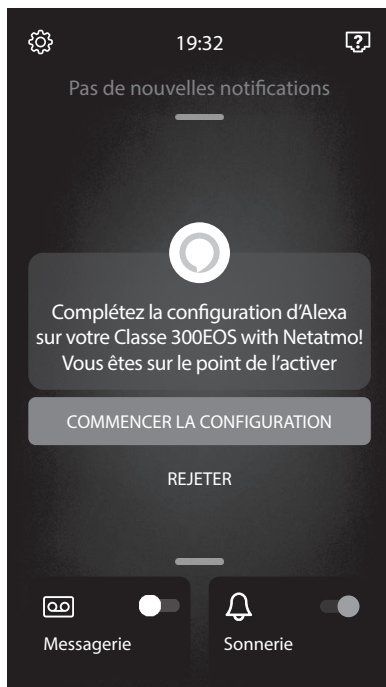 19:32
Pas de nouvelles notifications
Complétez la configuration d'Alexa
sur votre Classe 300EOS with Netatmo!
Vous êtes sur le point de l'activer
COMMENCER LA CONFIGURATION
REJETER
Messagerie
Sonnerie